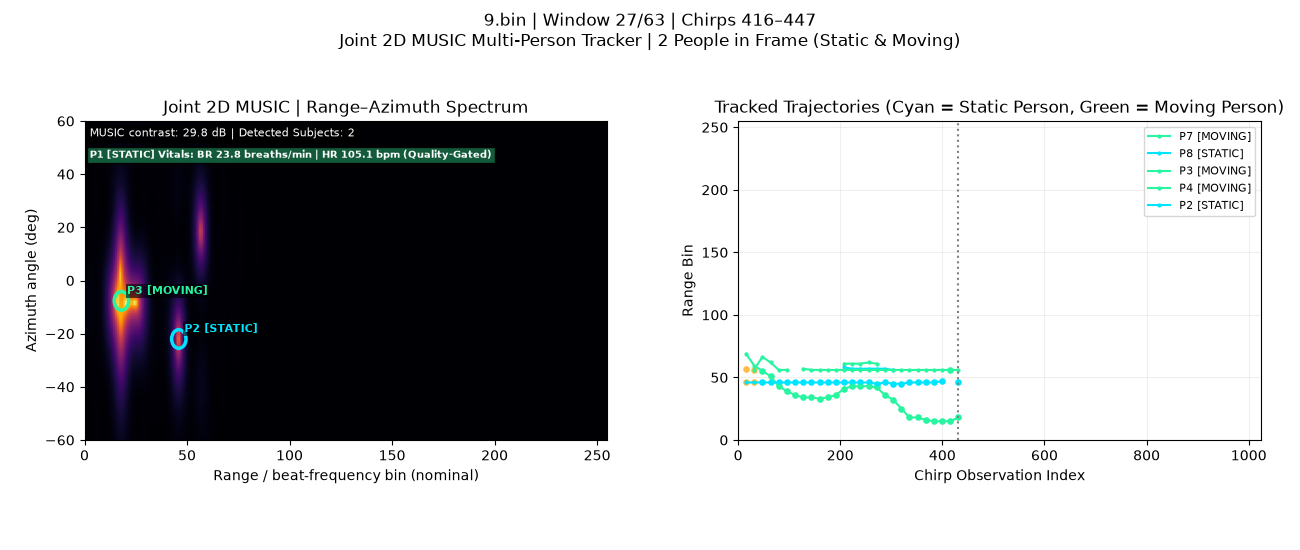 9.bin | Window 27/63 | Chirps 416–447
Joint 2D MUSIC Multi-Person Tracker | 2 People in Frame (Static & Moving)
Joint 2D MUSIC | Range–Azimuth Spectrum
MUSIC contrast: 29.8 dB | Detected Subjects: 2
P1 [STATIC] Vitals: BR 23.8 breaths/min | HR 105.1 bpm (Quality-Gated)
P3 [MOVING]
P2 [STATIC]
60
40
20
0
−20
−40
−60
Azimuth angle (deg)
0
50
100
150
200
250
Range / beat-frequency bin (nominal)
Tracked Trajectories (Cyan = Static Person, Green = Moving Person)
P7 [MOVING]
P8 [STATIC]
P3 [MOVING]
P4 [MOVING]
P2 [STATIC]
250
200
150
100
50
0
Range Bin
0
200
400
600
800
1000
Chirp Observation Index